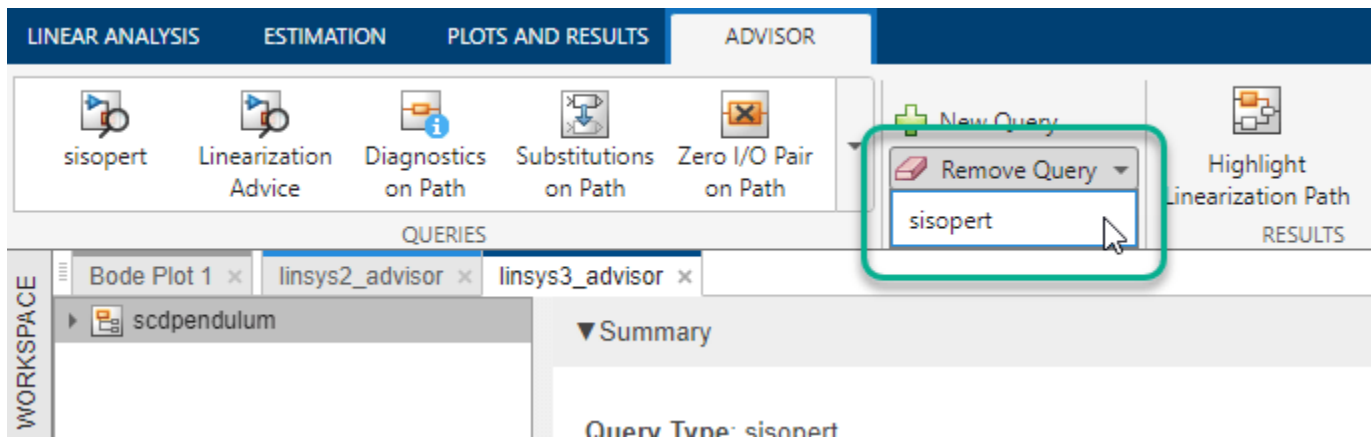 LINEAR ANALYSIS ESTIMATION PLOTS AND RESULTS ADVISOR
sisopert
Linearization
Advice
Diagnostics
on Path
Substitutions
on Path
Zero I/O Pair
on Path
QUERIES
New Query
Remove Query
sisopert
Highlight
Linearization Path
RESULTS
WORKSPACE
Bode Plot 1 × linsys2_advisor × linsys3_advisor ×
scdpendulum
▼Summary
Query Type: sisopert